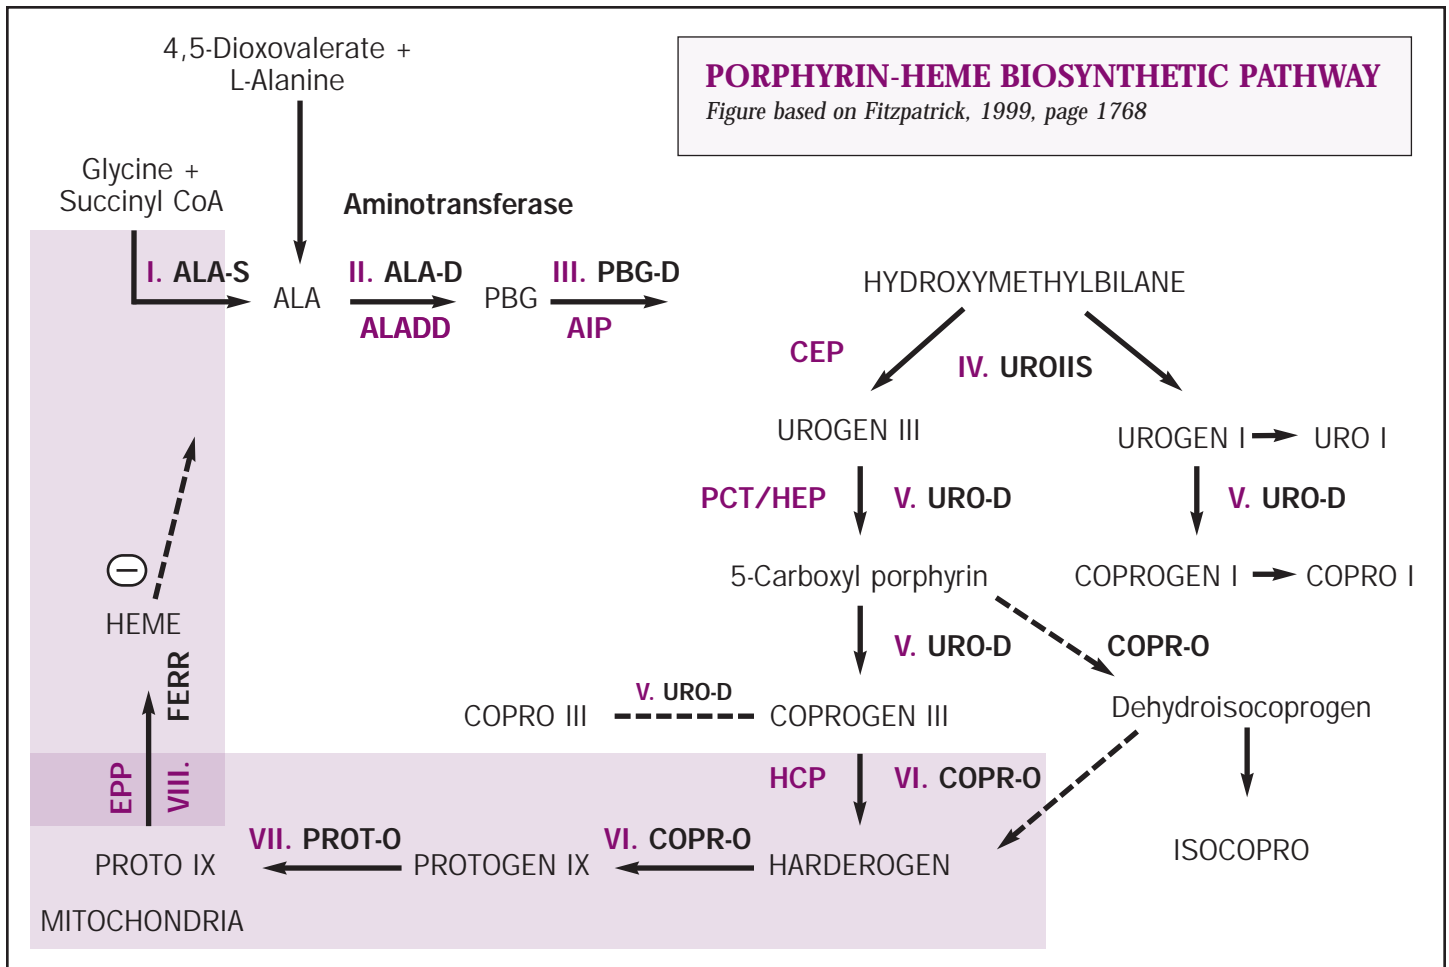 4,5-Dioxovalerate +
L-Alanine
PORPHYRIN-HEME BIOSYNTHETIC PATHWAY
Figure based on Fitzpatrick, 1999, page 1768
Glycine +
Succinyl CoA
Aminotransferase
I. ALA-S
ALA
II. ALA-D
ALADD
PBG
III. PBG-D
AIP
HYDROXYMETHYLBILANE
CEP
IV. UROIIS
UROGEN III
UROGEN I
URO I
PCT/HEP
V. URO-D
V. URO-D
5-Carboxyl porphyrin
COPROGEN I
COPRO I
HEME
V. URO-D
COPR-O
FERR
COPRO III
V. URO-D
COPROGEN III
Dehydroisocoprogen
EPP
VIII.
HCP
VI. COPR-O
VII. PROT-O
VI. COPR-O
PROTO IX
PROTOGEN IX
HARDEROGEN
ISOCOPRO
MITOCHONDRIA